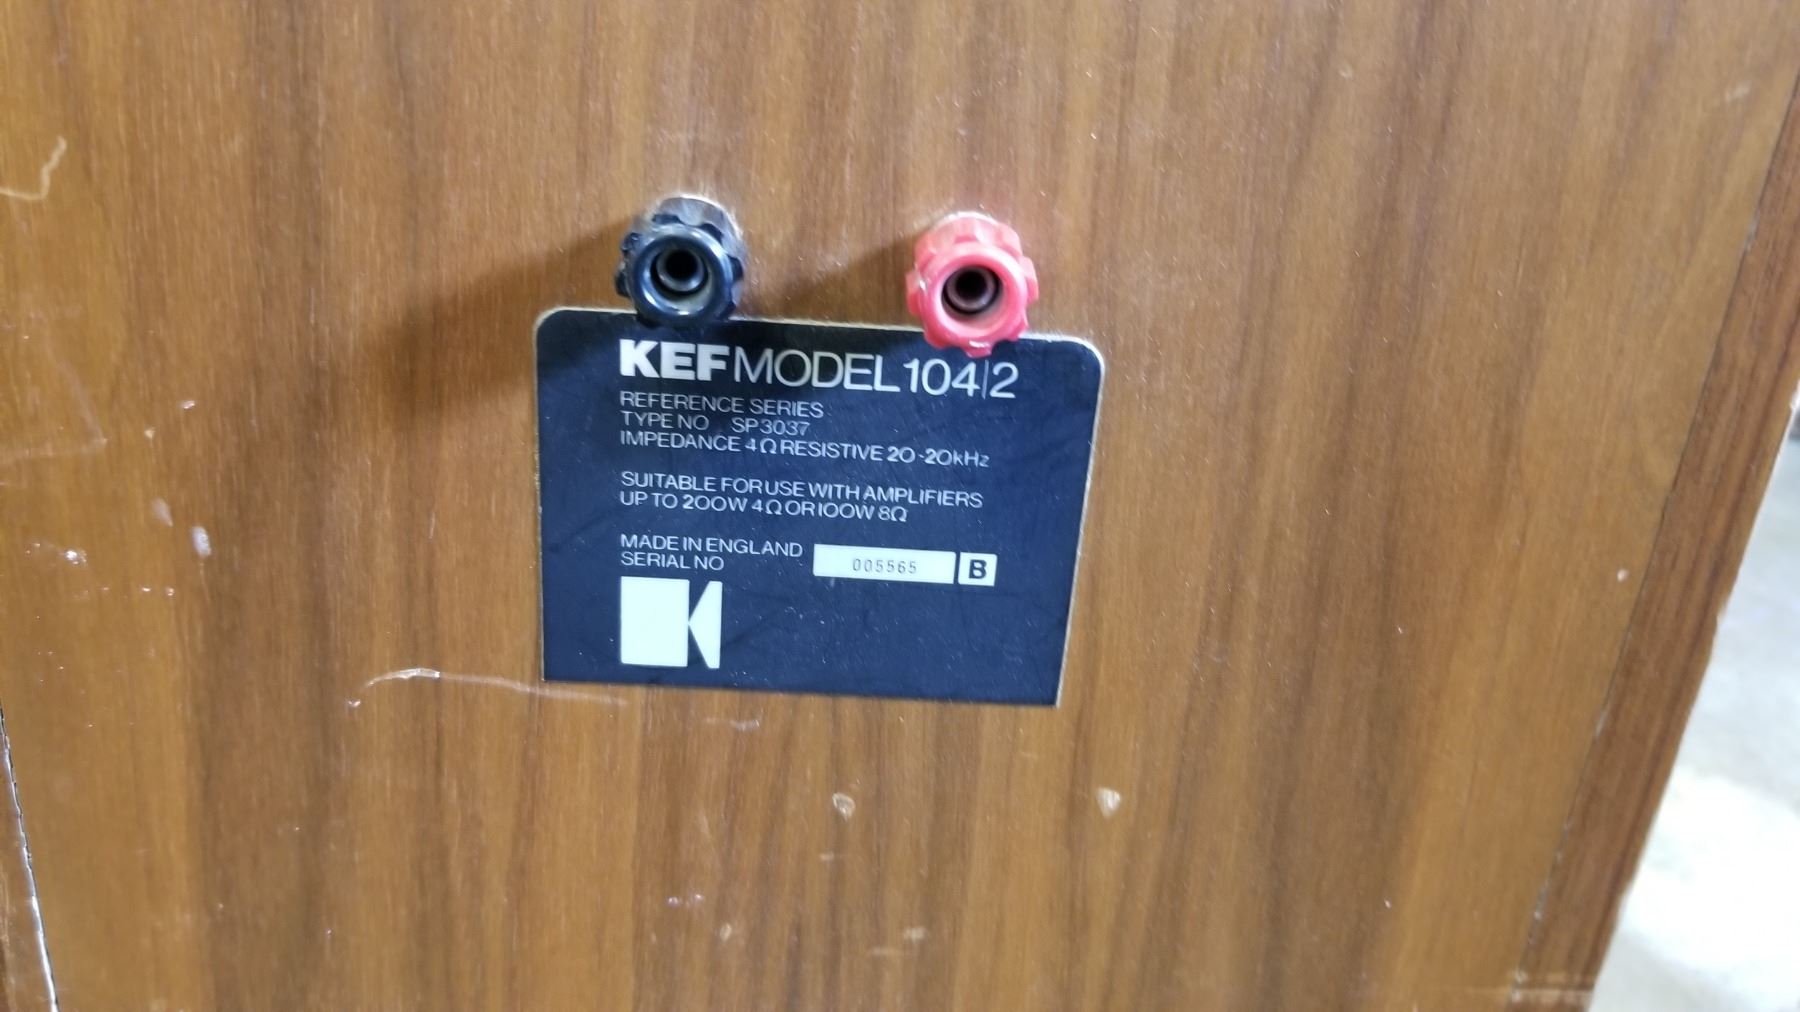 KEF MODEL 104|2
REFERENCE SERIES
TYPE NO SP3037
IMPEDANCE 4Ω RESISTIVE 20-20kHz
SUITABLE FOR USE WITH AMPLIFIERS
UP TO 200W 4Ω OR 100W 8Ω
MADE IN ENGLAND
SERIAL NO 005565 B